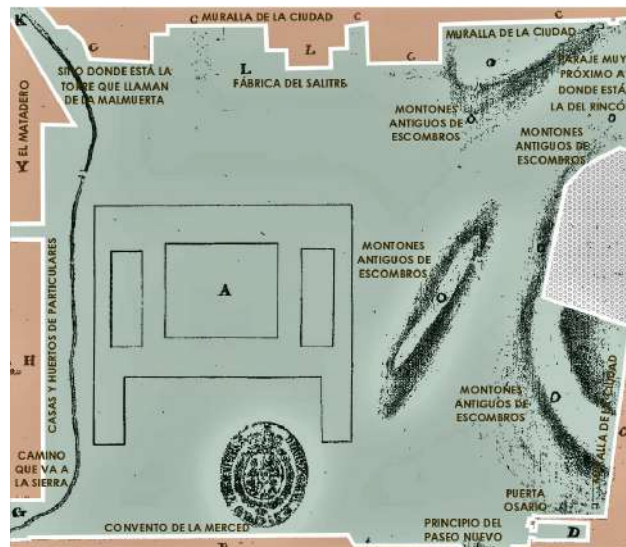 K
C
MURALLA DE LA CIUDAD
C
C
C
L
L
MURALLA DE LA CIUDAD
SITIO DONDE ESTÁ LA
TORRE QUE LLAMAN
DE LA MALMUERTA
FÁBRICA DEL SALITRE
PARAJE MUY
PRÓXIMO A
DONDE ESTÁ
LA DEL RINCÓN
MONTONES
ANTIGUOS DE
ESCOMBROS
O
O
MONTONES
ANTIGUOS DE
ESCOMBROS
EL MATADERO
Y
MONTONES
ANTIGUOS DE
ESCOMBROS
O
A
CASAS Y HUERTOS DE PARTICULARES
H
MONTONES
ANTIGUOS DE
ESCOMBROS
O
MURALLA DE LA CIUDAD
CAMINO
QUE VA A
LA SIERRA
G
PUERTA
OSARIO
CONVENTO DE LA MERCED
PRINCIPIO DEL
PASEO NUEVO
D